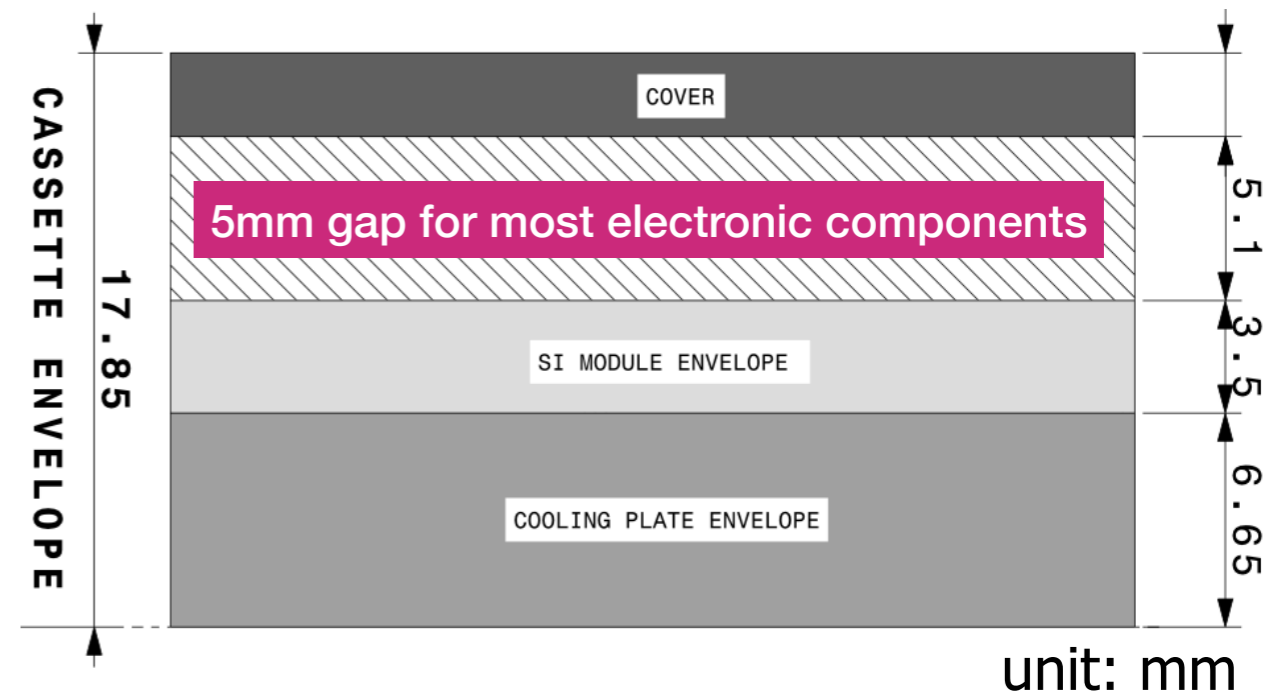 CASSETTE ENVELOPE
17.85
COVER
5mm gap for most electronic components
5.1
SI MODULE ENVELOPE
3.5
COOLING PLATE ENVELOPE
6.65
unit: mm